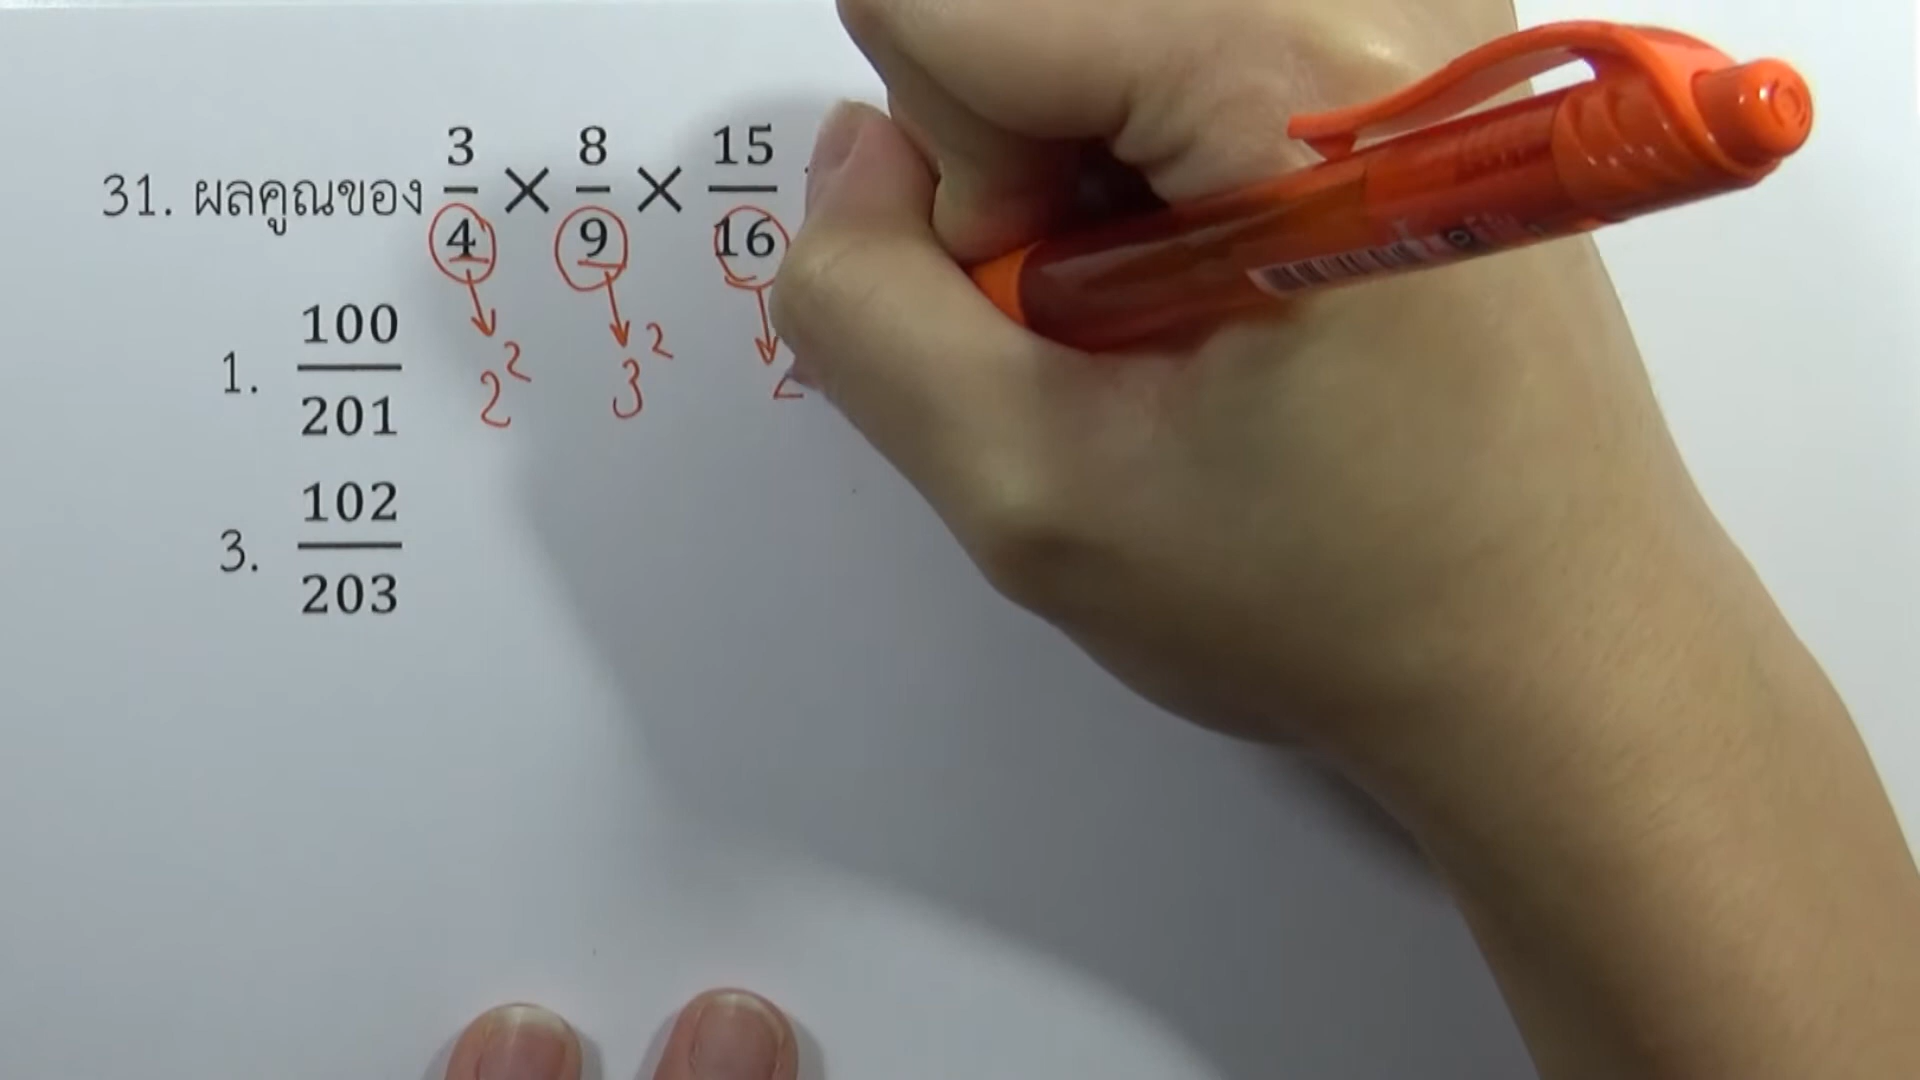 31. ผลคูณของ 3/4 × 8/9 × 15/16
1. 100/201
2² 3²
3. 102/203